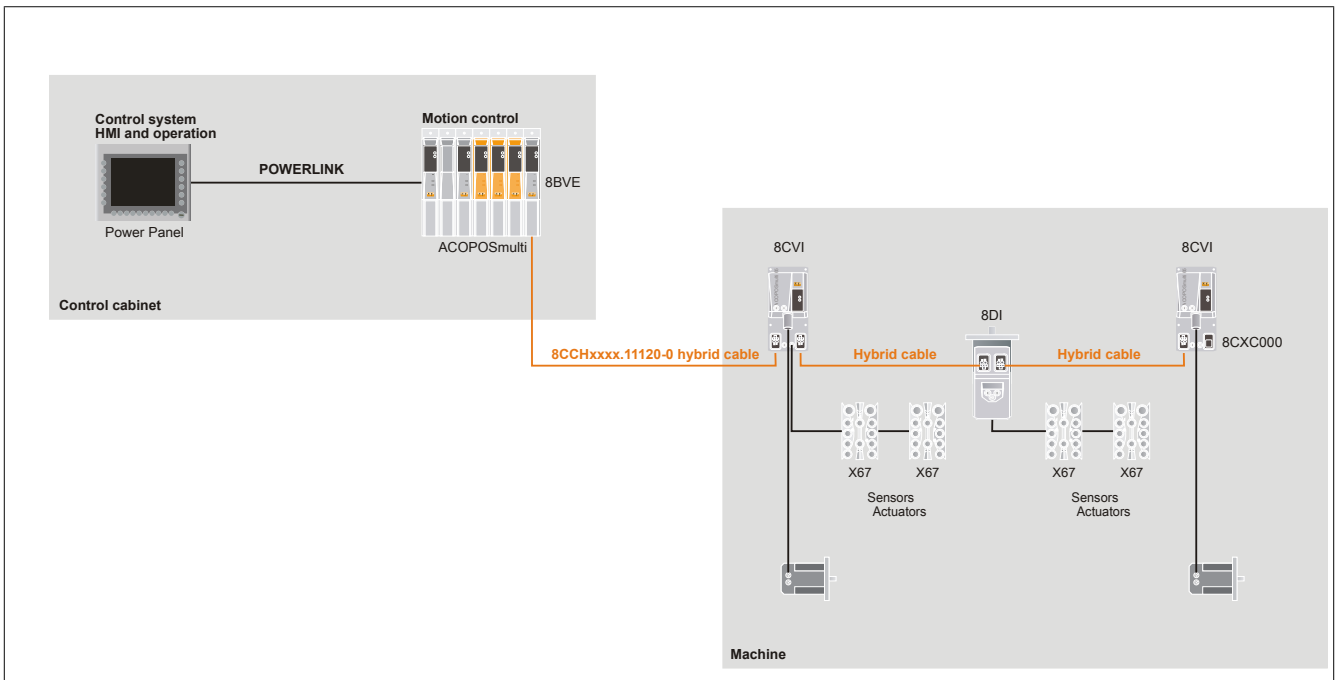 Control system
HMI and operation
Motion control
POWERLINK
8BVE
Power Panel
ACOPOSmulti
Control cabinet
8CVI
8CVI
8DI
8CXC000
8CCHxxxx.11120-0 hybrid cable
Hybrid cable
Hybrid cable
X67
X67
X67
X67
Sensors
Actuators
Sensors
Actuators
Machine